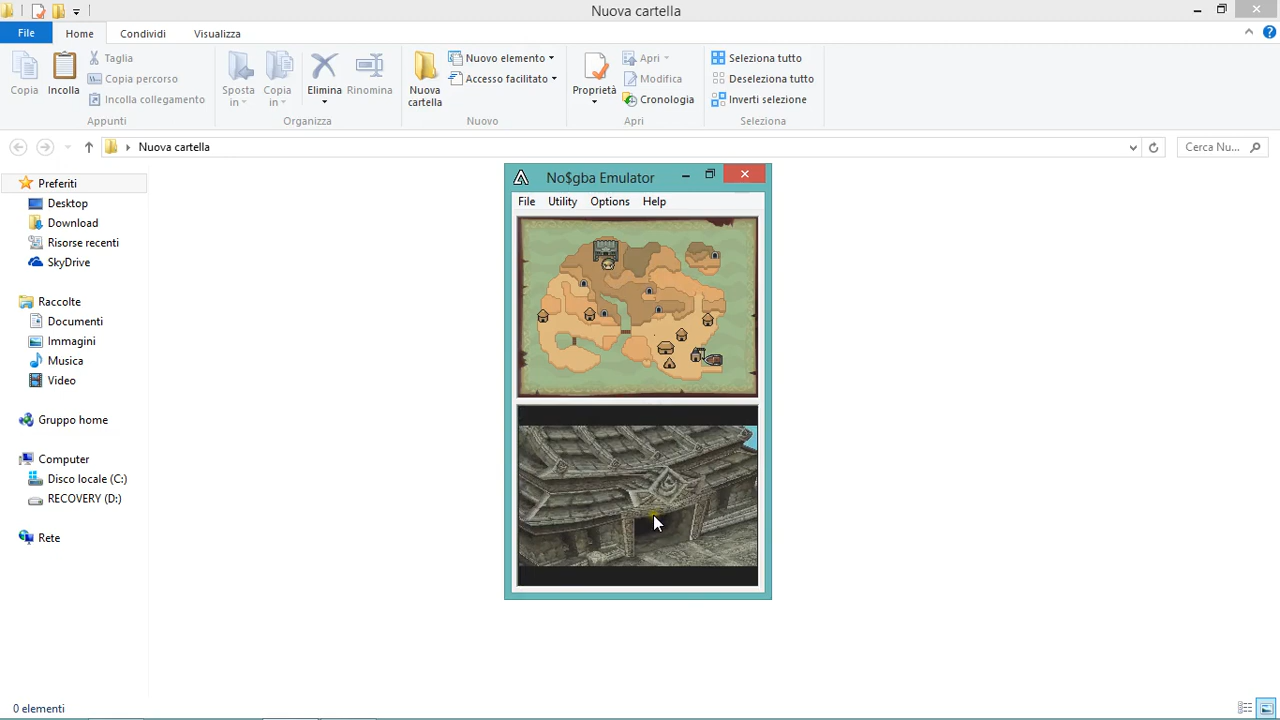 Nuova cartella
File
Home
Condividi
Visualizza
Copia
Incolla
Taglia
Copia percorso
Incolla collegamento
Appunti
Sposta in
Copia in
Elimina
Rinomina
Organizza
Nuova cartella
Nuovo elemento
Accesso facilitato
Nuovo
Proprietà
Apri
Modifica
Cronologia
Apri
Seleziona tutto
Deseleziona tutto
Inverti selezione
Seleziona
Nuova cartella
Cerca Nu...
Preferiti
Desktop
Download
Risorse recenti
SkyDrive
Raccolte
Documenti
Immagini
Musica
Video
Gruppo home
Computer
Disco locale (C:)
RECOVERY (D:)
Rete
No$gba Emulator
File Utility Options Help
0 elementi